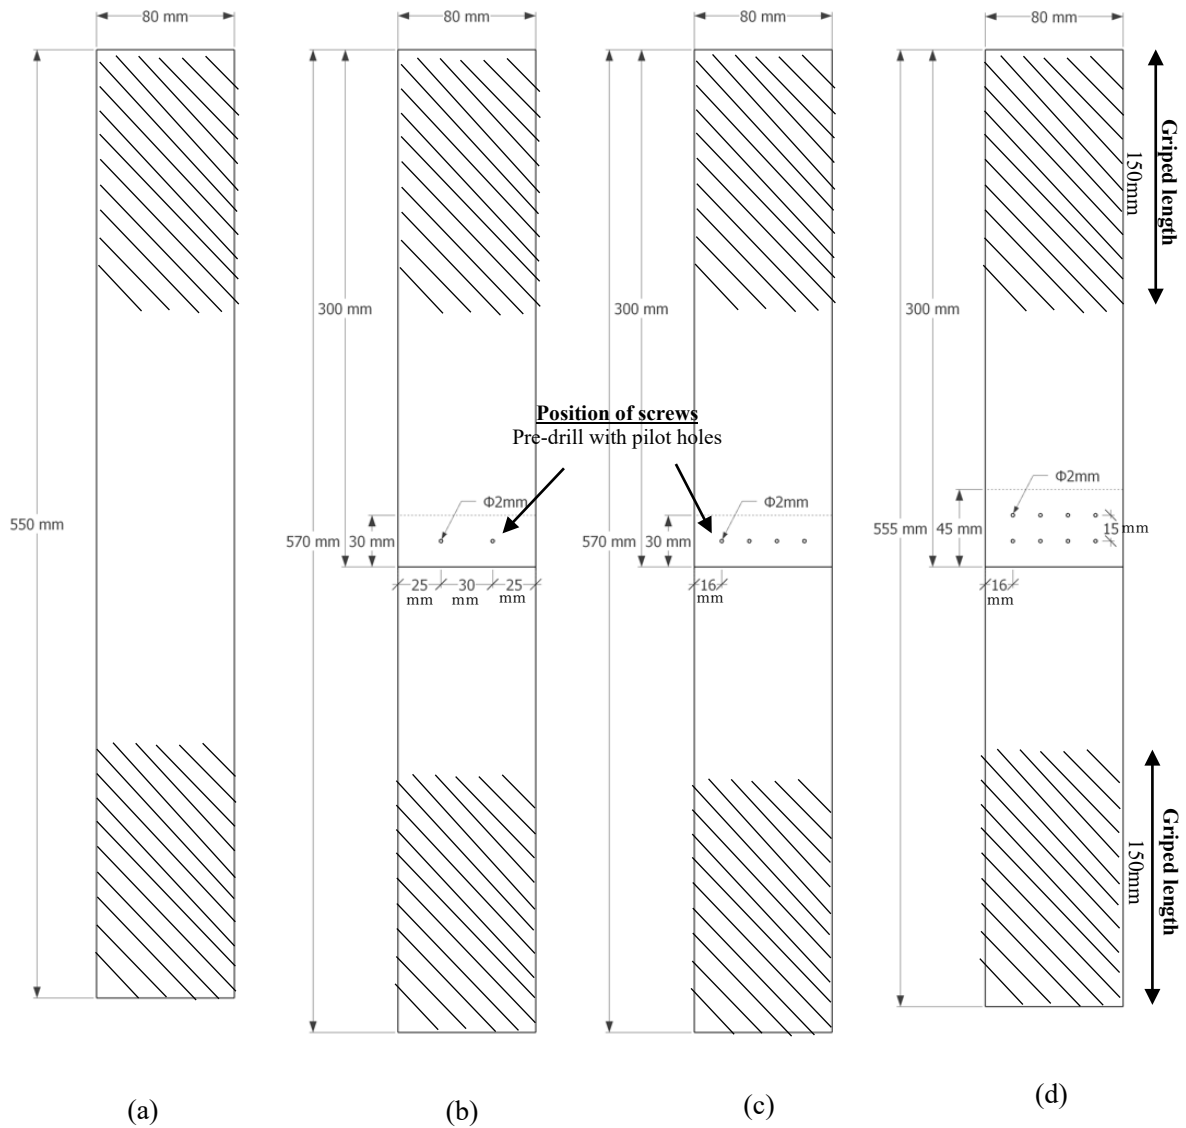 80 mm
80 mm
80 mm
80 mm
Griped length
150mm
300 mm
300 mm
300 mm
Position of screws
Pre-drill with pilot holes
Φ2mm
Φ2mm
Φ2mm
550 mm
570 mm
30 mm
570 mm
30 mm
555 mm
45 mm
15 mm
25
mm
30
mm
25
mm
16
mm
16
mm
Griped length
150mm
(a)
(b)
(c)
(d)